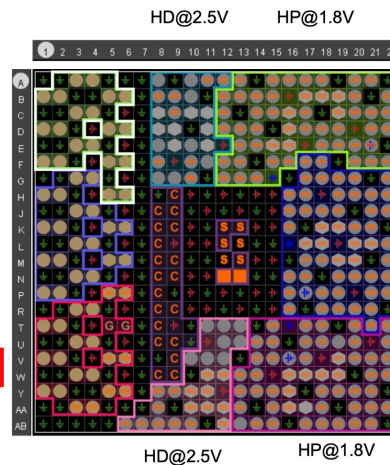 HD@2.5V HP@1.8V
1 2 3 4 5 6 7 8 9 10 11 12 13 14 15 16 17 18 19 20 21
A
B
C
D
E
F
G
H C
J C C
K C S S
L C S S
M C C S S
N C C
P C C
R
T G G C
U C
V C C
W C C
Y
AA
AB
HD@2.5V HP@1.8V